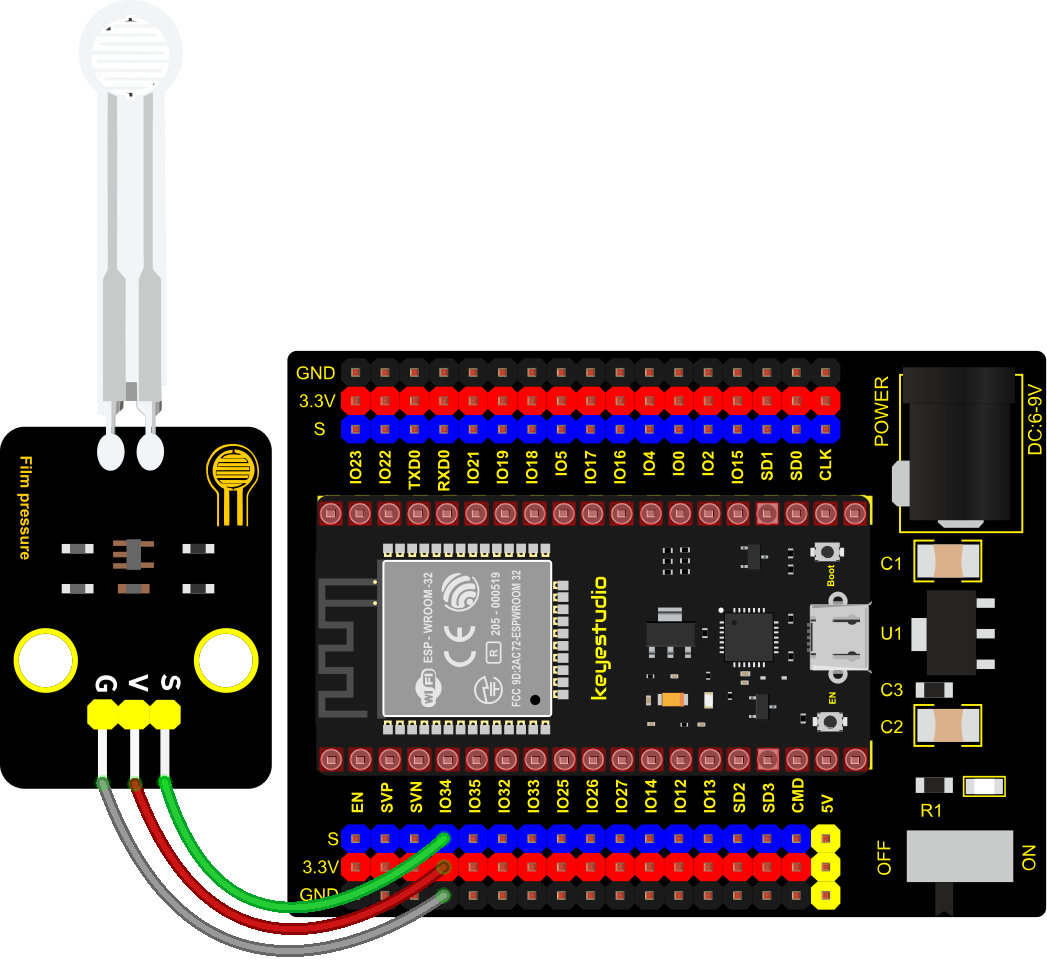 Film pressure
G
V
S
GND
3.3V
S
IO23
IO22
TXD0
RXD0
IO21
IO19
IO18
IO5
IO17
IO16
IO4
IO0
IO2
IO15
SD1
SD0
CLK
POWER
DC:6-9V
Wi Fi
ESP - WROOM-32
CE
R
205 - 000519
FCC 9D:2AC72-ESPWROOM 32
keyestudio
Boot
EN
C1
U1
C3
C2
R1
OFF
ON
EN
SVP
SVN
IO34
IO35
IO32
IO33
IO25
IO26
IO27
IO14
IO12
IO13
SD2
SD3
CMD
5V
S
3.3V
GND